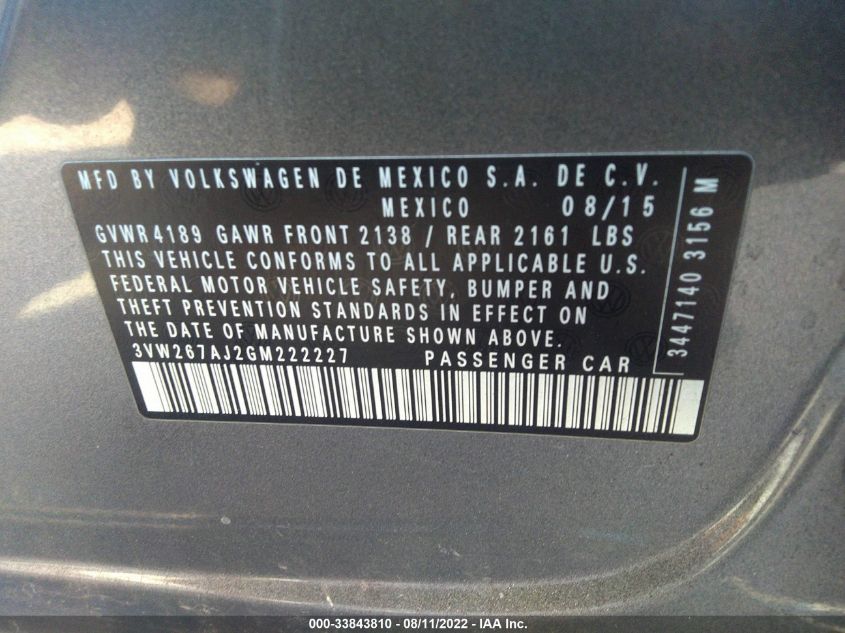 MFD BY VOLKSWAGEN DE MEXICO S.A. DE C.V.
MEXICO 08/15
GVWR 4189 GAWR FRONT 2138 / REAR 2161 LBS
THIS VEHICLE CONFORMS TO ALL APPLICABLE U.S.
FEDERAL MOTOR VEHICLE SAFETY, BUMPER AND
THEFT PREVENTION STANDARDS IN EFFECT ON
THE DATE OF MANUFACTURE SHOWN ABOVE.
3VW267AJ2GM222227 PASSENGER CAR
3447140 3156 M
000-33843810 - 08/11/2022 - IAA Inc.